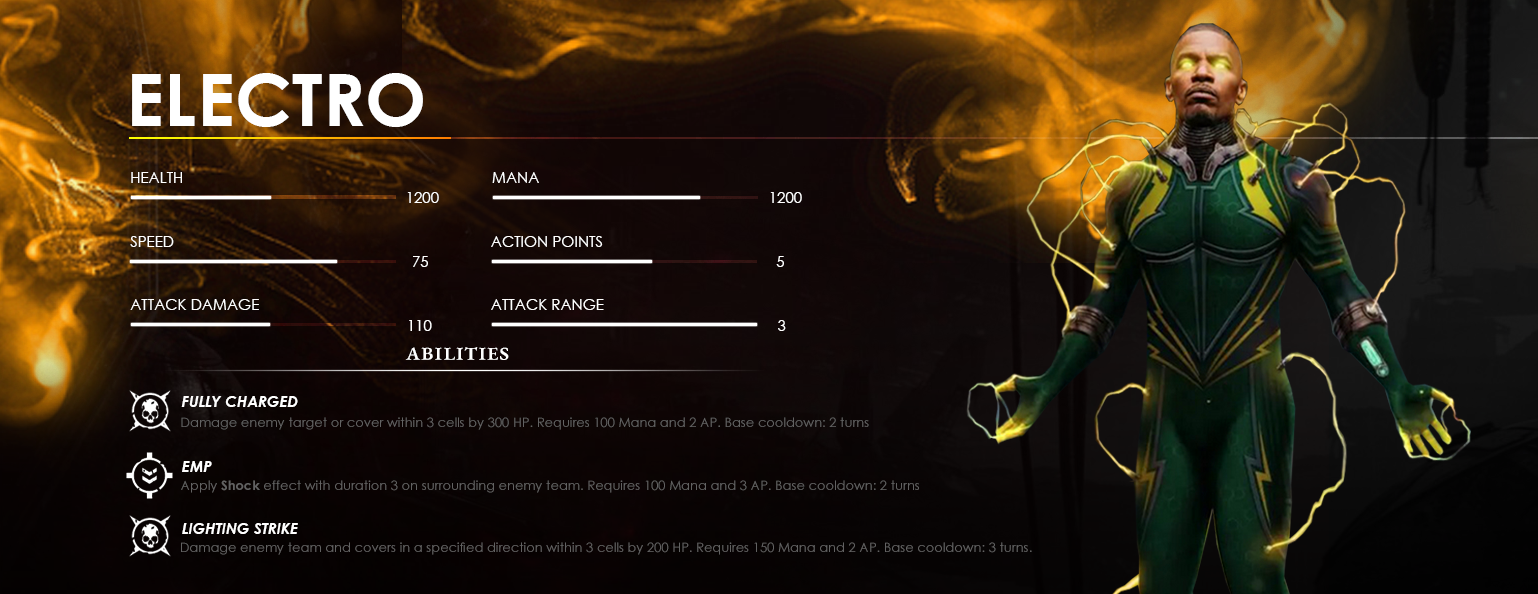 ELECTRO
HEALTH
1200
MANA
1200
SPEED
75
ACTION POINTS
5
ATTACK DAMAGE
110
ATTACK RANGE
3
ABILITIES
FULLY CHARGED
Damage enemy target or cover within 3 cells by 300 HP. Requires 100 Mana and 2 AP. Base cooldown: 2 turns
EMP
Apply Shock effect with duration 3 on surrounding enemy team. Requires 100 Mana and 3 AP. Base cooldown: 2 turns
LIGHTING STRIKE
Damage enemy team and covers in a specified direction within 3 cells by 200 HP. Requires 150 Mana and 2 AP. Base cooldown: 3 turns.